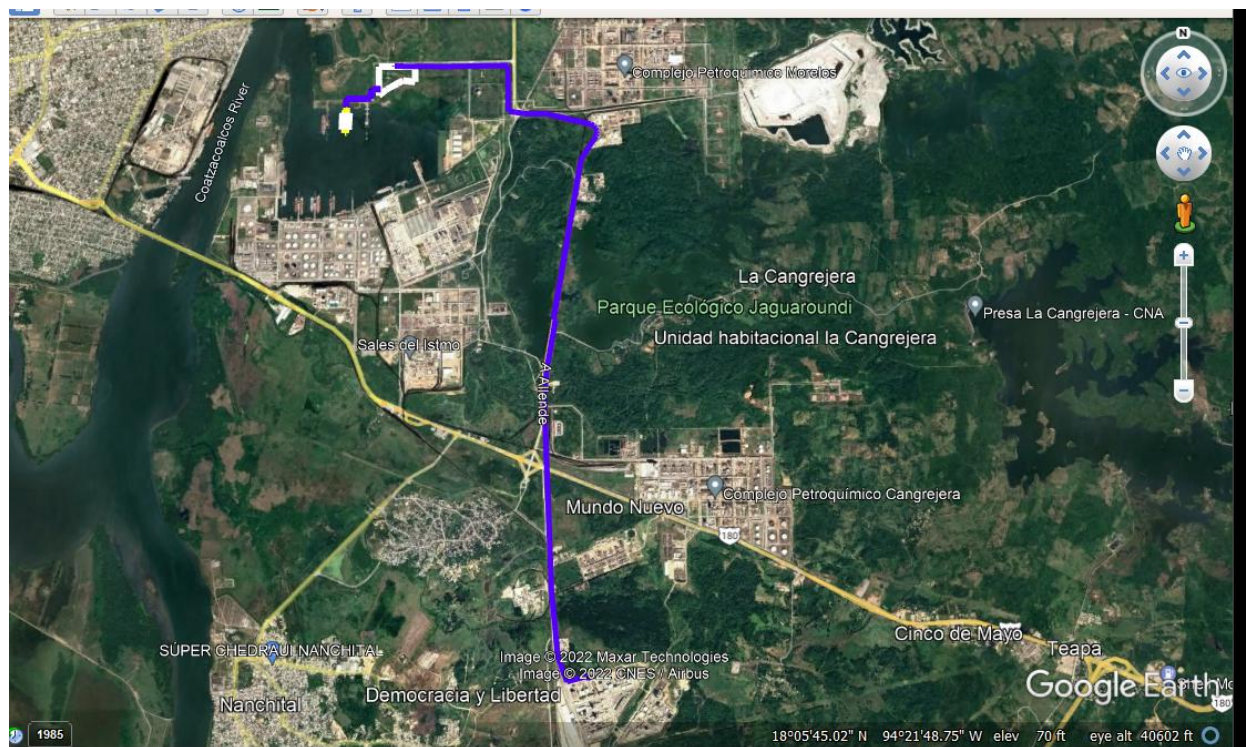 N
Complejo Petroquímico Morelos
Coatzacoalcos River
La Cangrejera
Parque Ecológico Jaguaroundi
Presa La Cangrejera - CNA
Unidad habitacional la Cangrejera
Sales del Istmo
A. Allende
Complejo Petroquímico Cangrejera
Mundo Nuevo
180
Cinco de Mayo
Teapa
SÚPER CHEDRAUI NANCHITAL
Image © 2022 Maxar Technologies
Image © 2022 CNES / Airbus
Democracia y Libertad
Nanchital
Google Earth
180
1985
18°05'45.02" N 94°21'48.75" W elev 70 ft eye alt 40602 ft